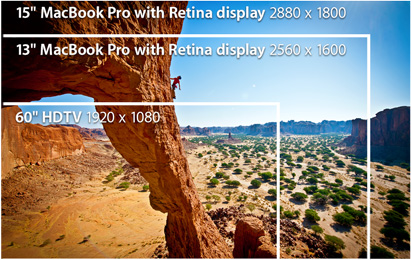 15" MacBook Pro with Retina display 2880 x 1800
13" MacBook Pro with Retina display 2560 x 1600
60" HDTV 1920 x 1080